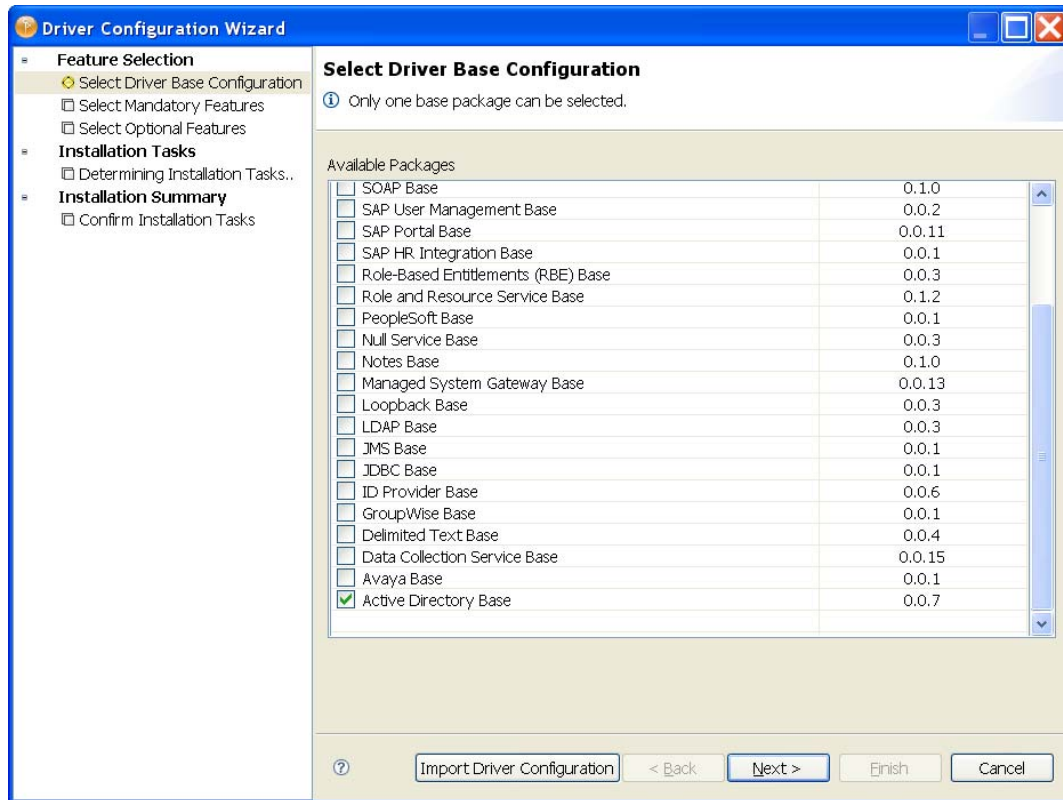 Driver Configuration Wizard
Feature Selection
Select Driver Base Configuration
Select Mandatory Features
Select Optional Features
Installation Tasks
Determining Installation Tasks..
Installation Summary
Confirm Installation Tasks
Select Driver Base Configuration
Only one base package can be selected.
Available Packages
SOAP Base 0.1.0
SAP User Management Base 0.0.2
SAP Portal Base 0.0.11
SAP HR Integration Base 0.0.1
Role-Based Entitlements (RBE) Base 0.0.3
Role and Resource Service Base 0.1.2
PeopleSoft Base 0.0.1
Null Service Base 0.0.3
Notes Base 0.1.0
Managed System Gateway Base 0.0.13
Loopback Base 0.0.3
LDAP Base 0.0.3
JMS Base 0.0.1
JDBC Base 0.0.1
ID Provider Base 0.0.6
GroupWise Base 0.0.1
Delimited Text Base 0.0.4
Data Collection Service Base 0.0.15
Avaya Base 0.0.1
Active Directory Base 0.0.7
Import Driver Configuration < Back Next > Finish Cancel